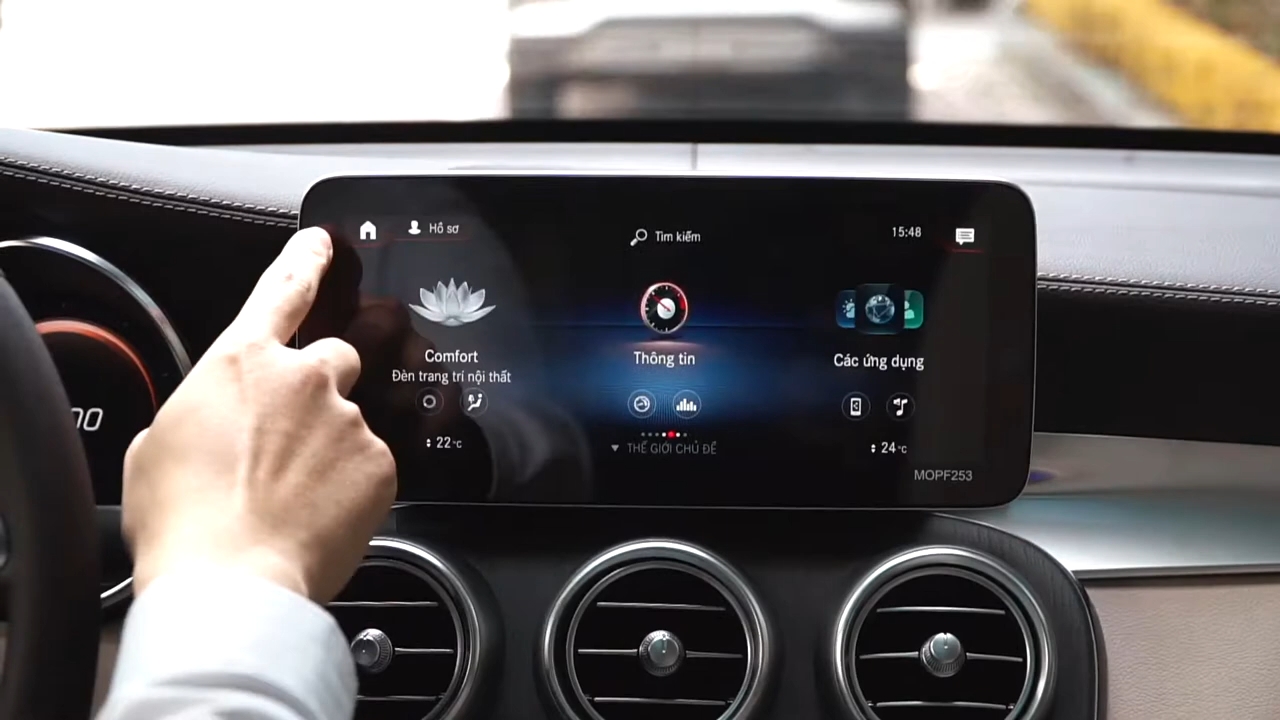 Hồ sơ
Tìm kiếm
15:48
Comfort
Đèn trang trí nội thất
Thông tin
Các ứng dụng
22°C
THẾ GIỚI CHỦ ĐỀ
24°C
MOPF253